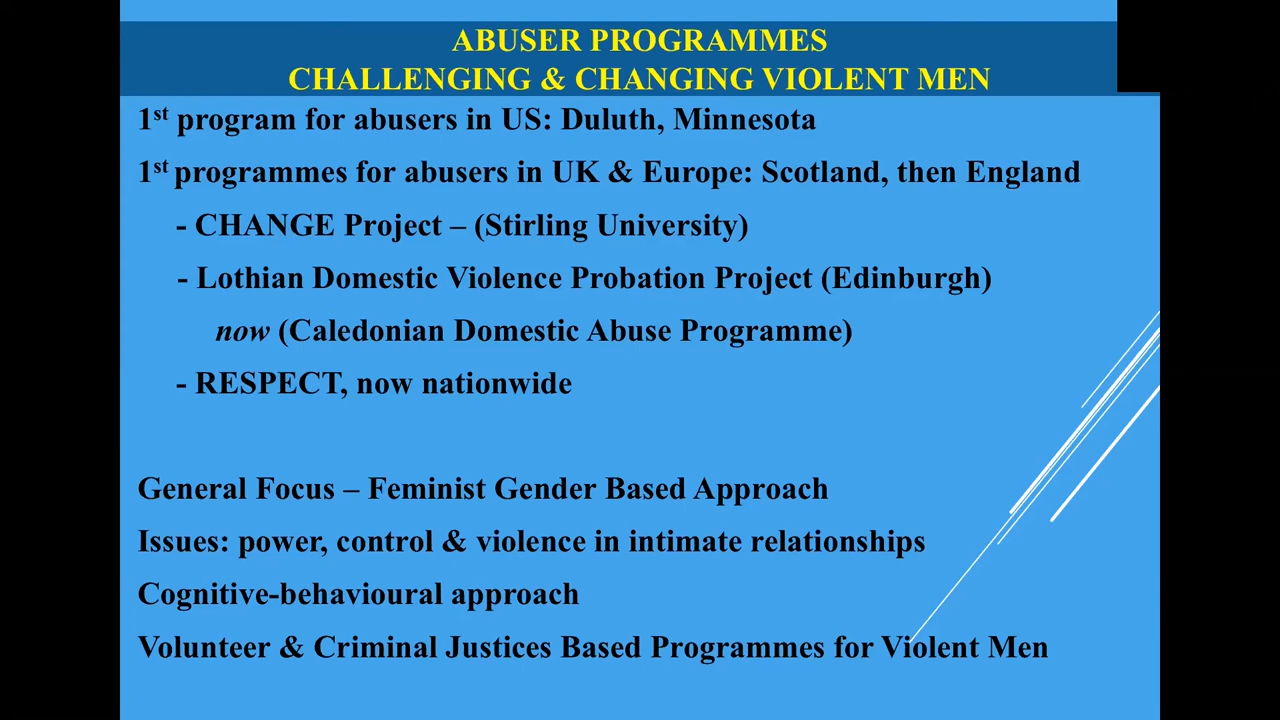 ABUSER PROGRAMMES
CHALLENGING & CHANGING VIOLENT MEN
1st program for abusers in US: Duluth, Minnesota
1st programmes for abusers in UK & Europe: Scotland, then England
- CHANGE Project – (Stirling University)
- Lothian Domestic Violence Probation Project (Edinburgh)
now (Caledonian Domestic Abuse Programme)
- RESPECT, now nationwide
General Focus – Feminist Gender Based Approach
Issues: power, control & violence in intimate relationships
Cognitive-behavioural approach
Volunteer & Criminal Justices Based Programmes for Violent Men